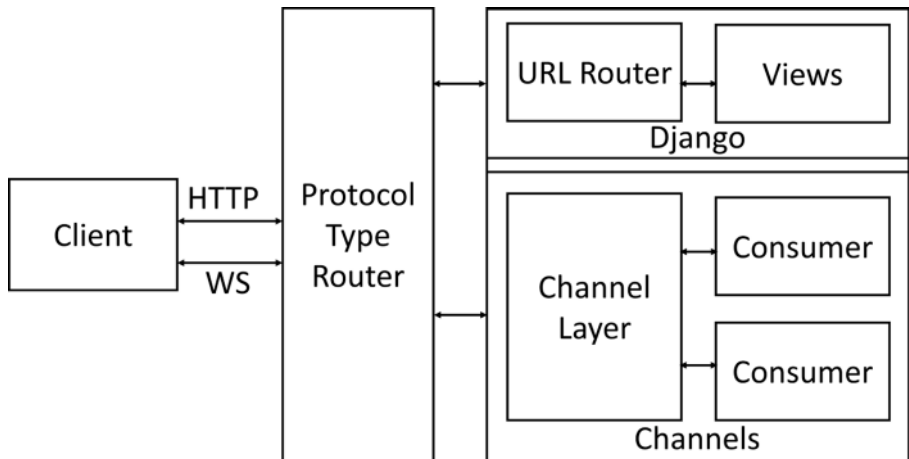 Client
HTTP
WS
Protocol
Type
Router
URL Router
Views
Django
Channel
Layer
Consumer
Consumer
Channels